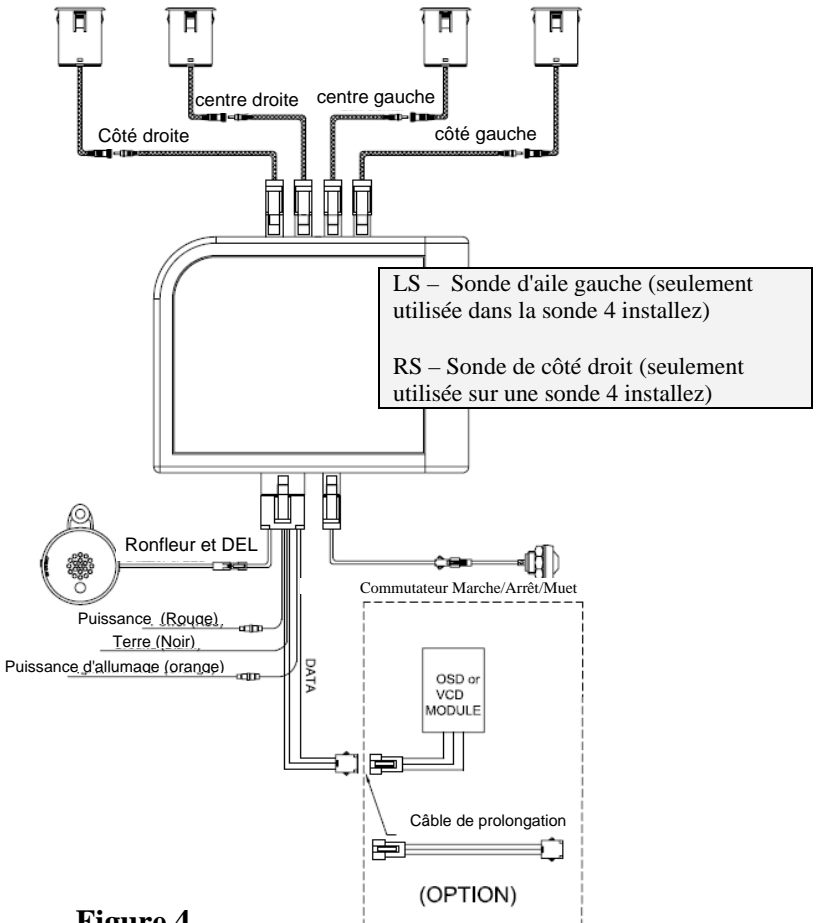 centre droite
centre gauche
Côté droite
côté gauche
LS – Sonde d'aile gauche (seulement
utilisée dans la sonde 4 installez)
RS – Sonde de côté droit (seulement
utilisée sur une sonde 4 installez)
Ronfleur et DEL
Commutateur Marche/Arrêt/Muet
Puissance (Rouge)
Terre (Noir)
Puissance d'allumage (orange)
DATA
OSD or
VCD
MODULE
Câble de prolongation
(OPTION)
Figure 4